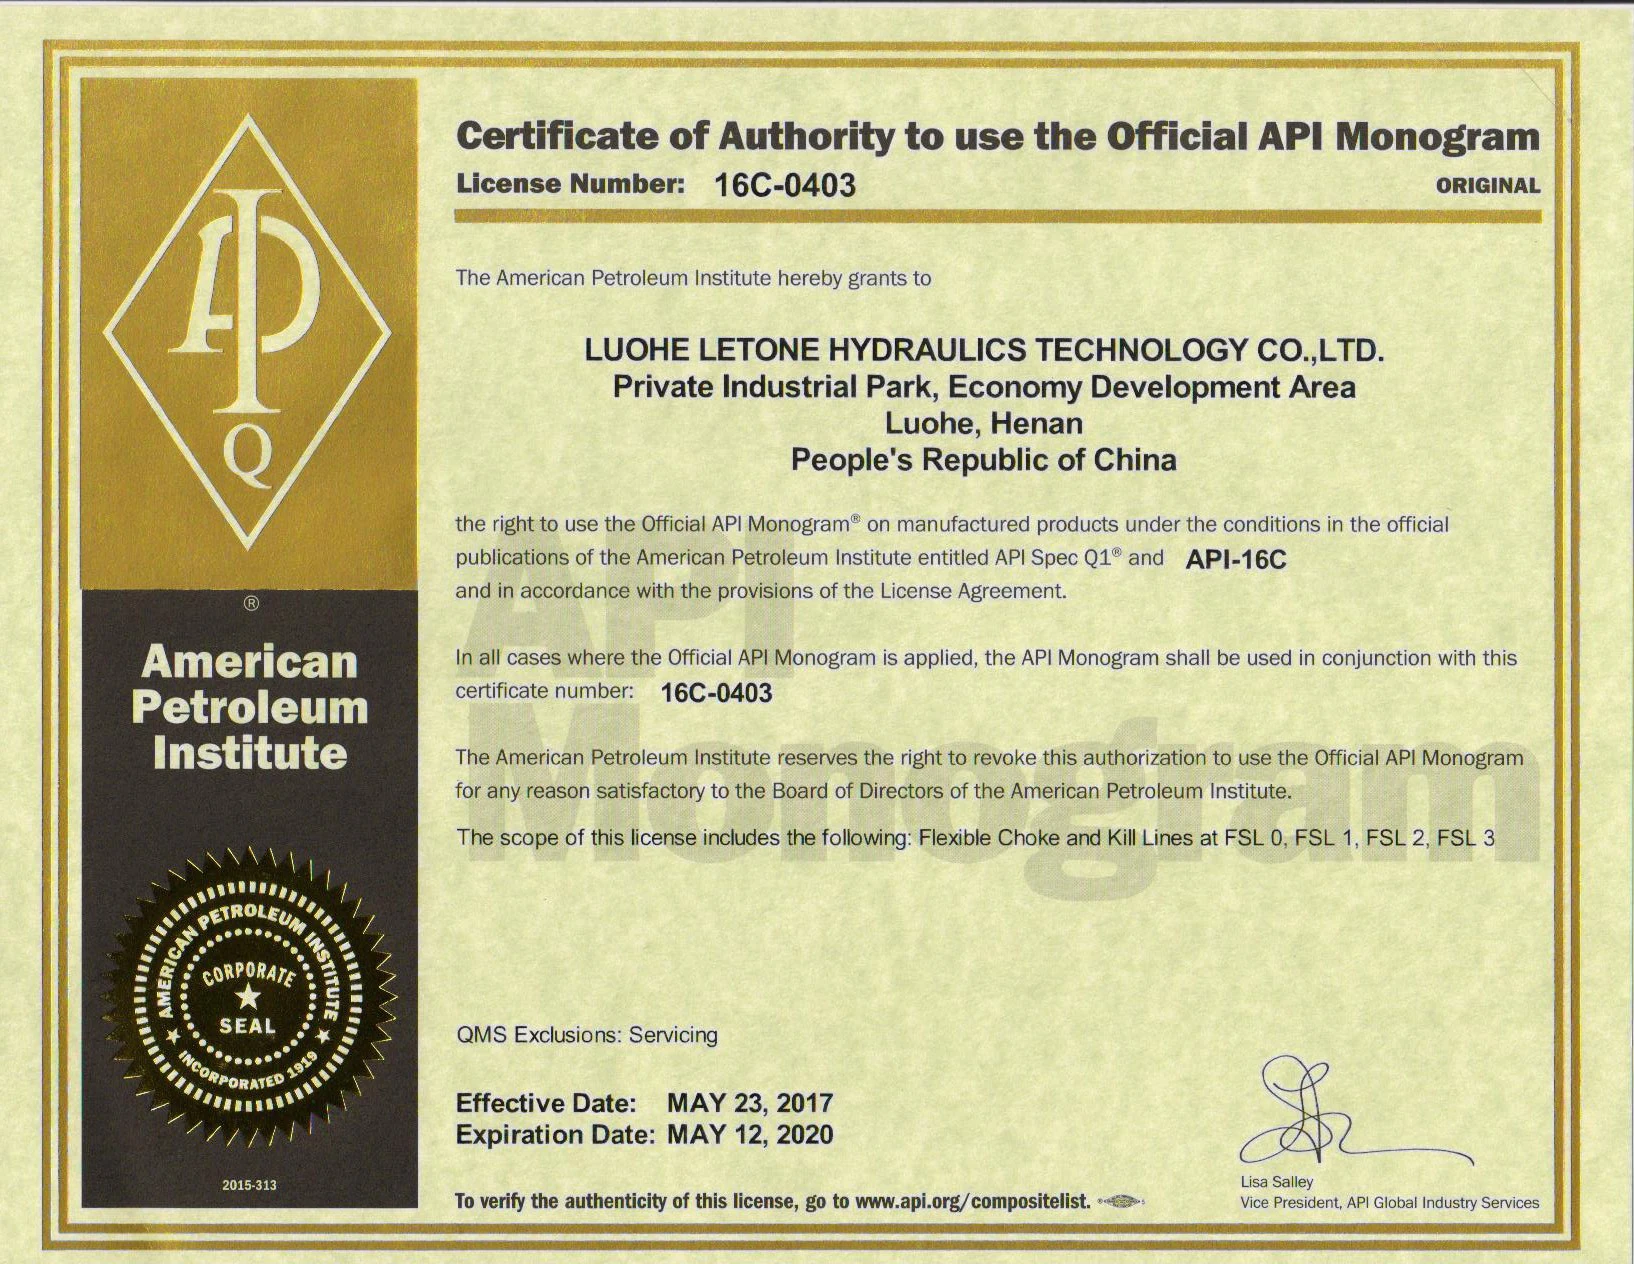 Certificate of Authority to use the Official API Monogram
License Number: 16C-0403
ORIGINAL
The American Petroleum Institute hereby grants to
LUOHE LETONE HYDRAULICS TECHNOLOGY CO.,LTD.
Private Industrial Park, Economy Development Area
Luohe, Henan
People's Republic of China
the right to use the Official API Monogram® on manufactured products under the conditions in the official
publications of the American Petroleum Institute entitled API Spec Q1® and API-16C
and in accordance with the provisions of the License Agreement.
In all cases where the Official API Monogram is applied, the API Monogram shall be used in conjunction with this
certificate number: 16C-0403
The American Petroleum Institute reserves the right to revoke this authorization to use the Official API Monogram
for any reason satisfactory to the Board of Directors of the American Petroleum Institute.
The scope of this license includes the following: Flexible Choke and Kill Lines at FSL 0, FSL 1, FSL 2, FSL 3
QMS Exclusions: Servicing
Effective Date: MAY 23, 2017
Expiration Date: MAY 12, 2020
To verify the authenticity of this license, go to www.api.org/compositelist.
Lisa Salley
Vice President, API Global Industry Services
API
Monogram
API
Q
®
American
Petroleum
Institute
AMERICAN PETROLEUM INSTITUTE
CORPORATE
SEAL
INCORPORATED 1919
2015-313